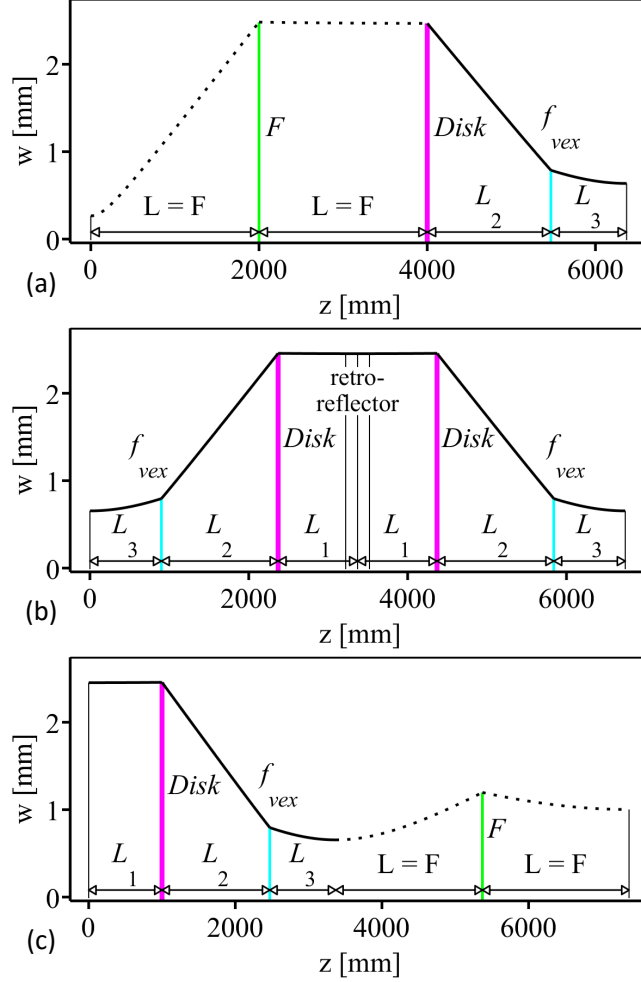 w [mm]
2
1
0
F
Disk
f vex
L = F
L = F
L 2
L 3
0
2000
4000
6000
z [mm]
(a)
w [mm]
2
1
0
retro-
reflector
f vex
Disk
Disk
f vex
L 3
L 2
L 1
L 1
L 2
L 3
0
2000
4000
6000
z [mm]
(b)
w [mm]
2
1
0
Disk
f vex
F
L 1
L 2
L 3
L = F
L = F
0
2000
4000
6000
z [mm]
(c)